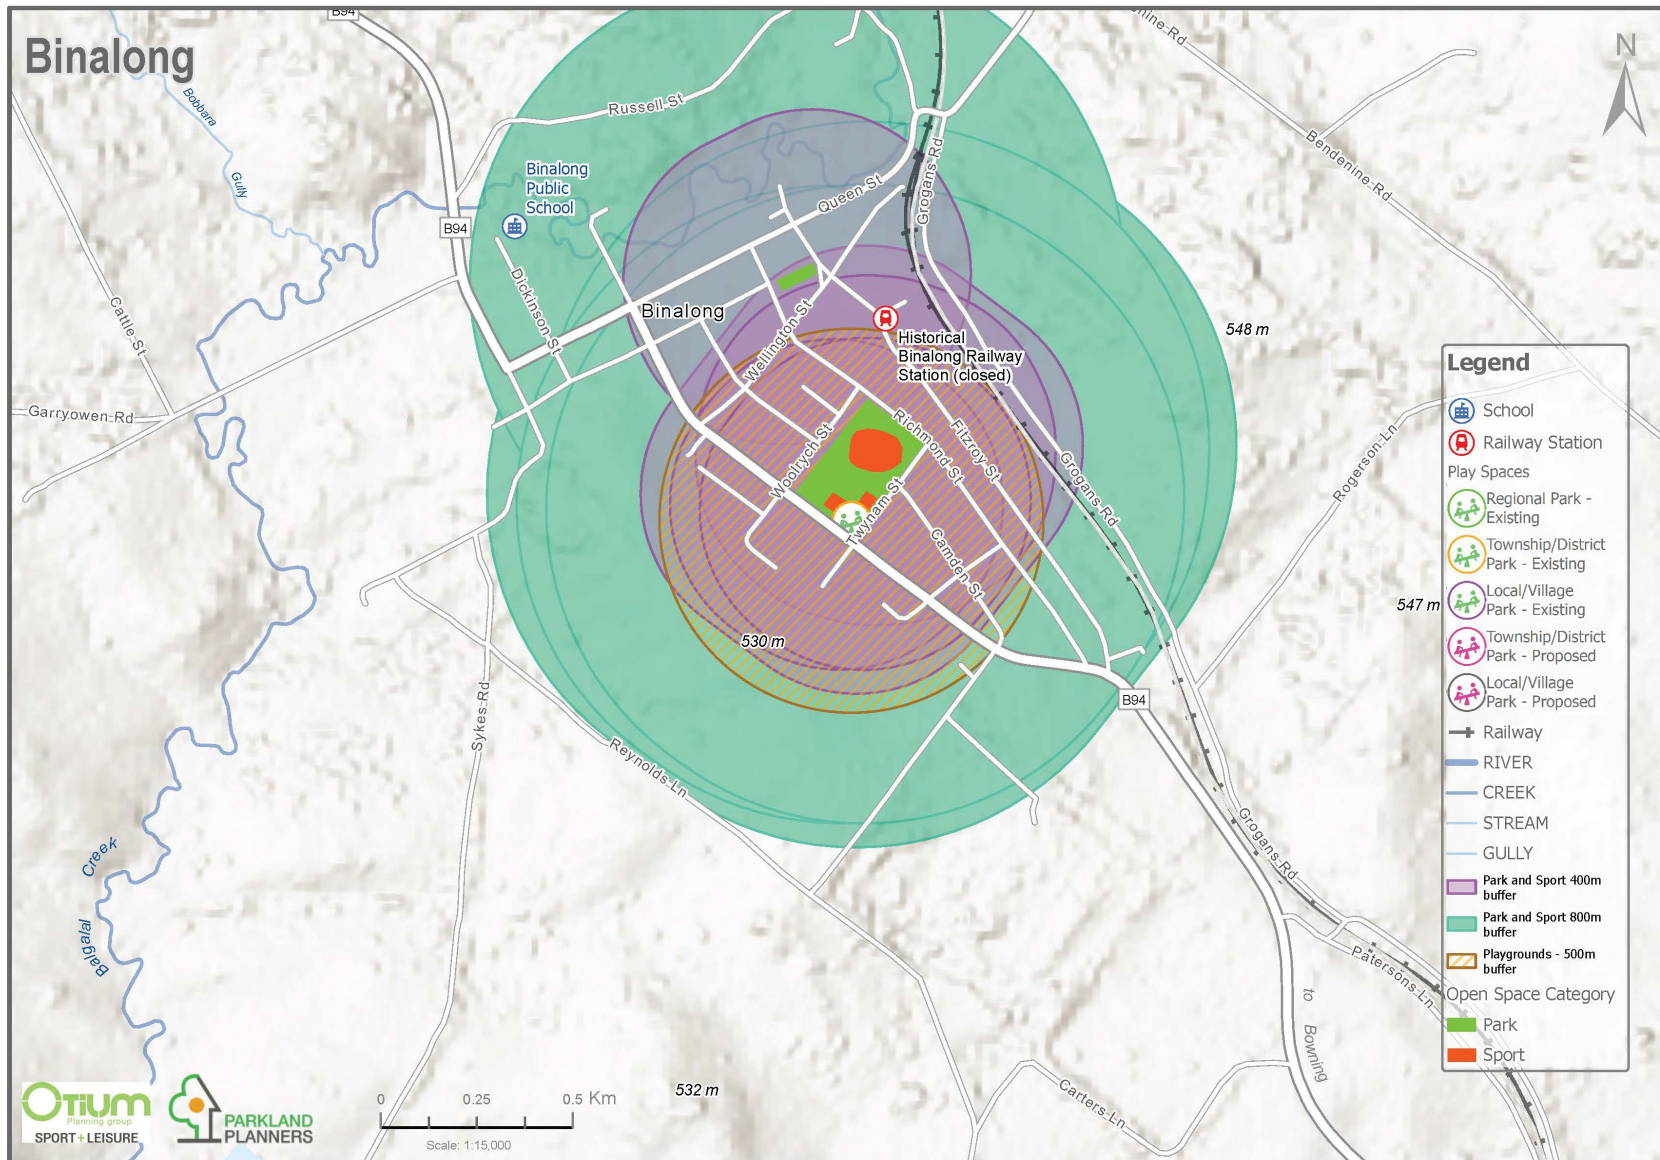 B94
Binalong
N
hine-Rd
Bobbara
Gully
Russell St
Bendenine-Rd
Binalong
Public
School
Queen St
Grogans-Rd
B94
Dickinson St
Cattle-St
Binalong
Wellington St
Historical
Binalong Railway
Station (closed)
548 m
Garryowen-Rd
Woolrych St
Richmond St
Fitzroy St
Grogans Rd
Rogerson-Ln
Twynam St
Camden St
547 m
530 m
B94
Sykes-Rd
Reynolds-Ln
Creek
Balgalal
Grogans-Rd
Patersons-Ln
to Bowning
532 m
Carters-Ln
Legend
School
Railway Station
Play Spaces
Regional Park -
Existing
Township/District
Park - Existing
Local/Village
Park - Existing
Township/District
Park - Proposed
Local/Village
Park - Proposed
Railway
RIVER
CREEK
STREAM
GULLY
Park and Sport 400m
buffer
Park and Sport 800m
buffer
Playgrounds - 500m
buffer
Open Space Category
Park
Sport
OTIUM
Planning group
SPORT+LEISURE
PARKLAND
PLANNERS
0 0.25 0.5 Km
Scale: 1:15,000